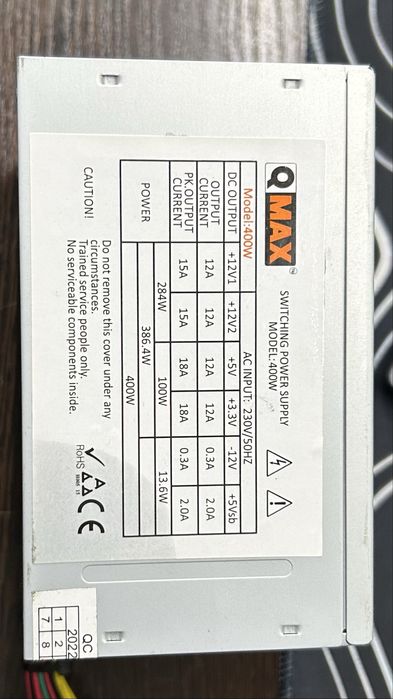 QMAX
SWITCHING POWER SUPPLY
MODEL:400W
Model:400W AC INPUT: 230V/50HZ
DC OUTPUT +12V1 +12V2 +5V +3.3V -12V +5Vsb
OUTPUT CURRENT 12A 12A 12A 12A 0.3A 2.0A
PK.OUTPUT CURRENT 15A 15A 18A 18A 0.3A 2.0A
POWER 284W 100W 13.6W
386.4W
400W
CAUTION! Do not remove this cover under any
circumstances.
Trained service people only.
No serviceable components inside.
RoHS
CE
QC
2022
1 2
7 8